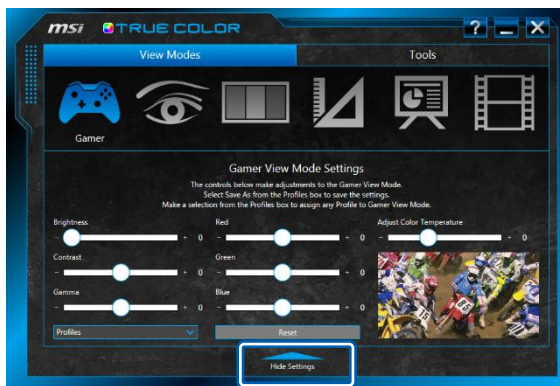 msi TRUE COLOR ? – X
View Modes Tools
Gamer
Gamer View Mode Settings
The controls below make adjustments to the Gamer View Mode.
Select Save As from the Profiles box to save the settings.
Make a selection from the Profiles box to assign any Profile to Gamer View Mode.
Brightness Red Adjust Color Temperature
- + 0 - + 0 - + 0
Contrast Green
- + 0 - + 0
Gamma Blue
- + 0 - + 0
Profiles Reset
Hide Settings